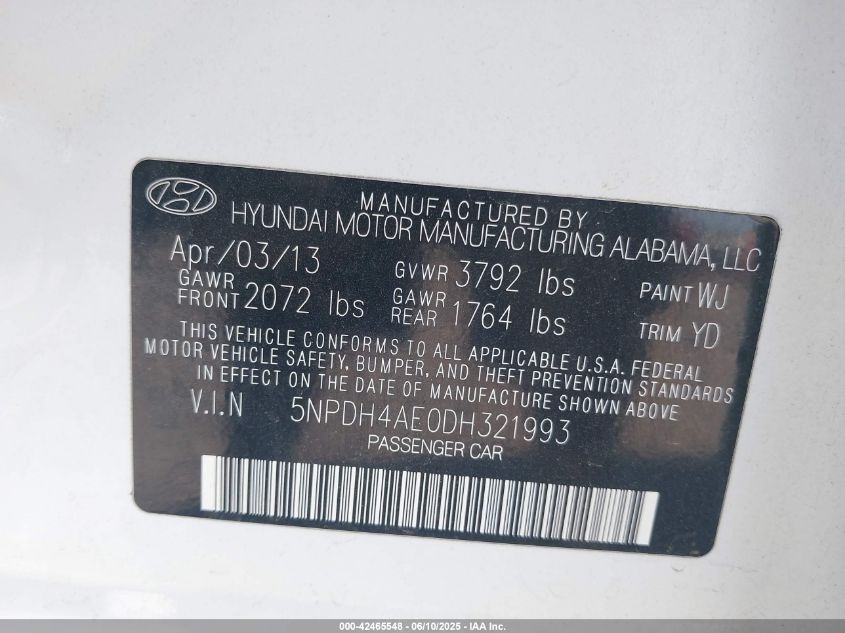 MANUFACTURED BY
HYUNDAI MOTOR MANUFACTURING ALABAMA, LLC
Apr/03/13 GVWR 3792 lbs PAINT WJ
GAWR FRONT 2072 lbs GAWR REAR 1764 lbs TRIM YD
THIS VEHICLE CONFORMS TO ALL APPLICABLE U.S.A. FEDERAL
MOTOR VEHICLE SAFETY, BUMPER, AND THEFT PREVENTION STANDARDS
IN EFFECT ON THE DATE OF MANUFACTURE SHOWN ABOVE
V.I.N 5NPDH4AE0DH321993
PASSENGER CAR
000-42465548 - 06/10/2025 - IAA Inc.